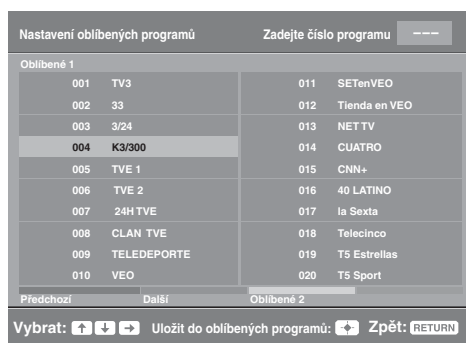 Nastavení oblíbených programů Zadejte číslo programu ---
Oblíbené 1
001 TV3 011 SETenVEO
002 33 012 Tienda en VEO
003 3/24 013 NET TV
004 K3/300 014 CUATRO
005 TVE 1 015 CNN+
006 TVE 2 016 40 LATINO
007 24H TVE 017 la Sexta
008 CLAN TVE 018 Telecinco
009 TELEDEPORTE 019 T5 Estrellas
010 VEO 020 T5 Sport
Předchozí Další Oblíbené 2
Vybrat: Uložit do oblíbených programů: Zpět: RETURN